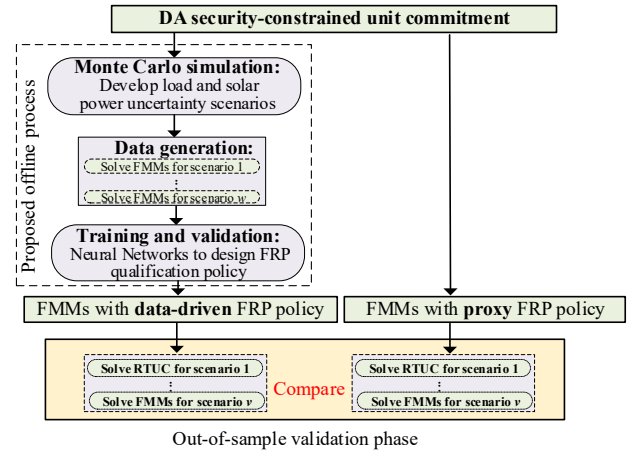 DA security-constrained unit commitment
Proposed offline process
Monte Carlo simulation:
Develop load and solar
power uncertainty scenarios
Data generation:
Solve FMMs for scenario 1
⋮
Solve FMMs for scenario w
Training and validation:
Neural Networks to design FRP
qualification policy
FMMs with data-driven FRP policy
FMMs with proxy FRP policy
Solve RTUC for scenario 1
⋮
Solve FMMs for scenario v
Compare
Solve RTUC for scenario 1
⋮
Solve FMMs for scenario v
Out-of-sample validation phase